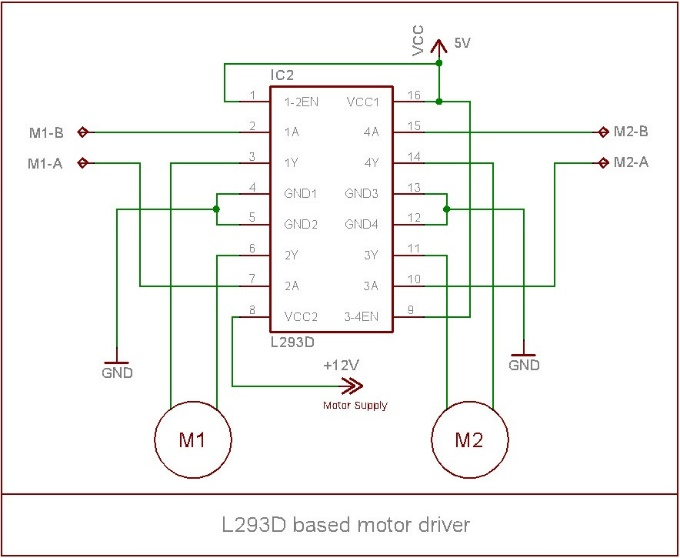 VCC
5V
IC2
1 1-2EN VCC1 16
M1-B 2 1A 4A 15 M2-B
M1-A 3 1Y 4Y 14 M2-A
4 GND1 GND3 13
5 GND2 GND4 12
6 2Y 3Y 11
7 2A 3A 10
8 VCC2 3-4EN 9
L293D
GND +12V GND
Motor Supply
M1 M2
L293D based motor driver